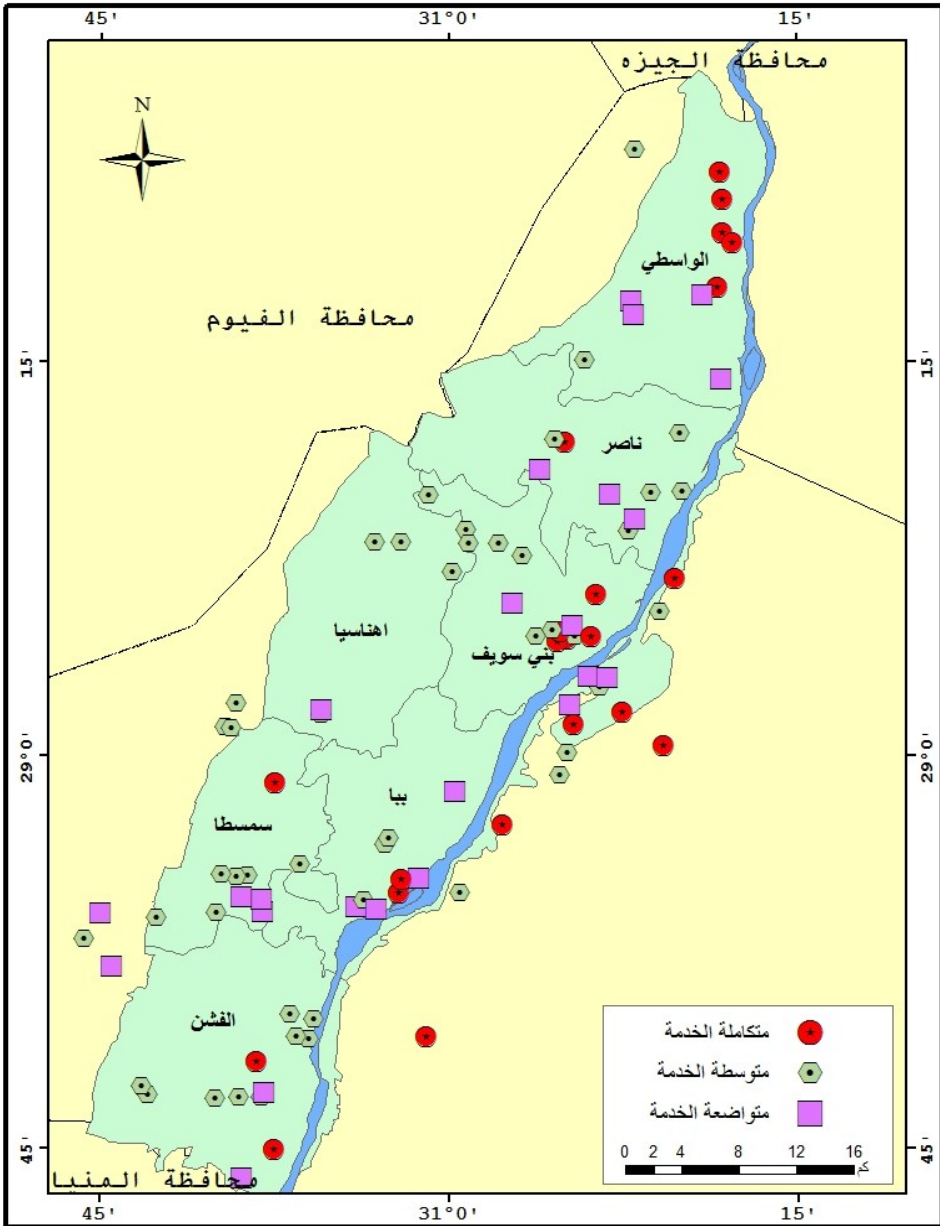 45'
31°0'
15'
محافظة الجيزه
N
الواسطي
محافظة الفيوم
15'
15'
ناصر
اهناسيا
بني سويف
29°0'
29°0'
ببا
سمسطا
الفشن
متكاملة الخدمة
متوسطة الخدمة
متواضعة الخدمة
0 2 4 8 12 16
كم
45'
45'
محافظة المنيا
45'
31°0'
15'